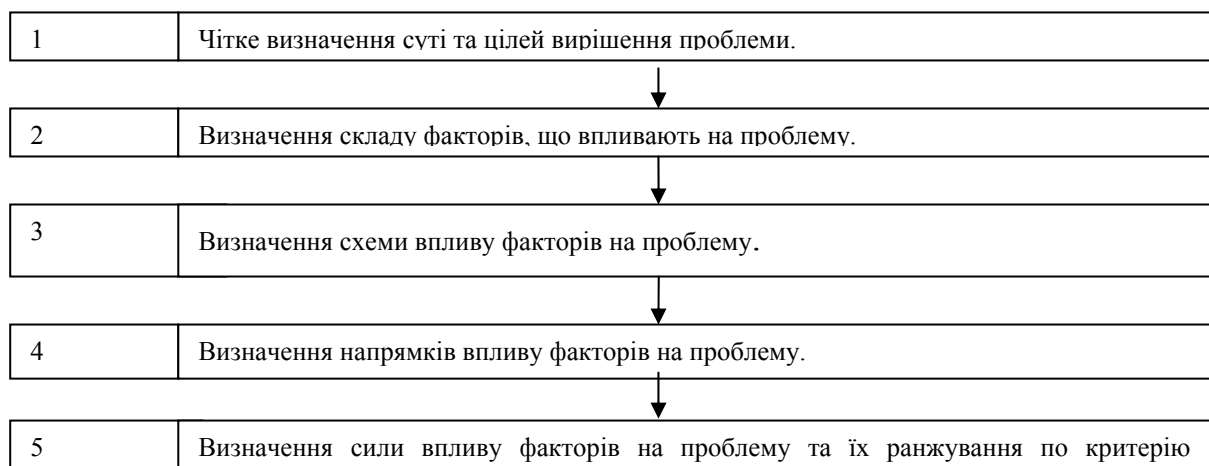 1 Чітке визначення суті та цілей вирішення проблеми.
2 Визначення складу факторів, що впливають на проблему.
3 Визначення схеми впливу факторів на проблему.
4 Визначення напрямків впливу факторів на проблему.
5 Визначення сили впливу факторів на проблему та їх ранжування по критерію